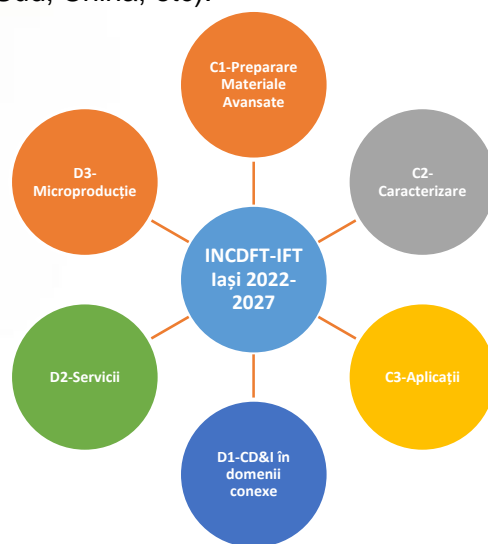 China, etc).
C1-Preparare
Materiale
Avansate
D3-
Microproducție
C2-
Caracterizare
INCDFT-IFT
Iași 2022-
2027
D2-Servicii
C3-Aplicații
D1-CD&I în
domenii
conexe